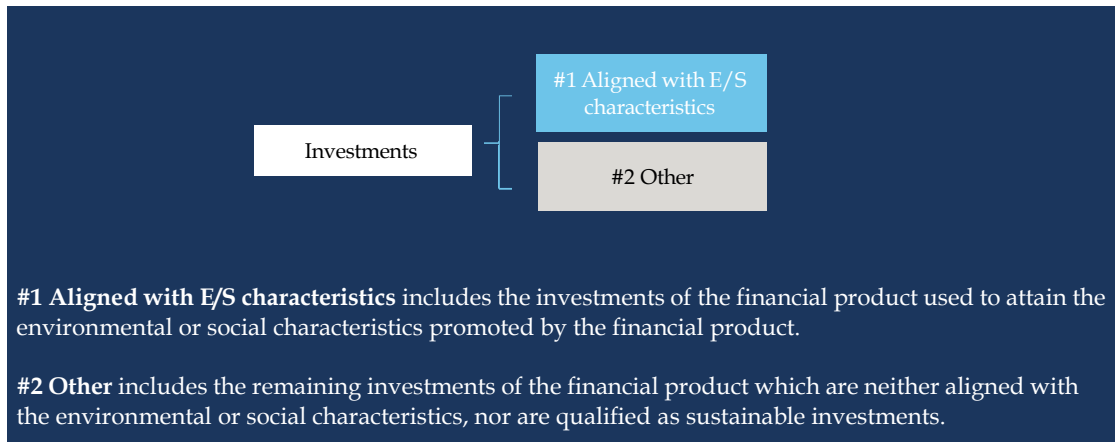 #1 Aligned with E/S
characteristics
Investments
#2 Other
#1 Aligned with E/S characteristics includes the investments of the financial product used to attain the
environmental or social characteristics promoted by the financial product.
#2 Other includes the remaining investments of the financial product which are neither aligned with
the environmental or social characteristics, nor are qualified as sustainable investments.